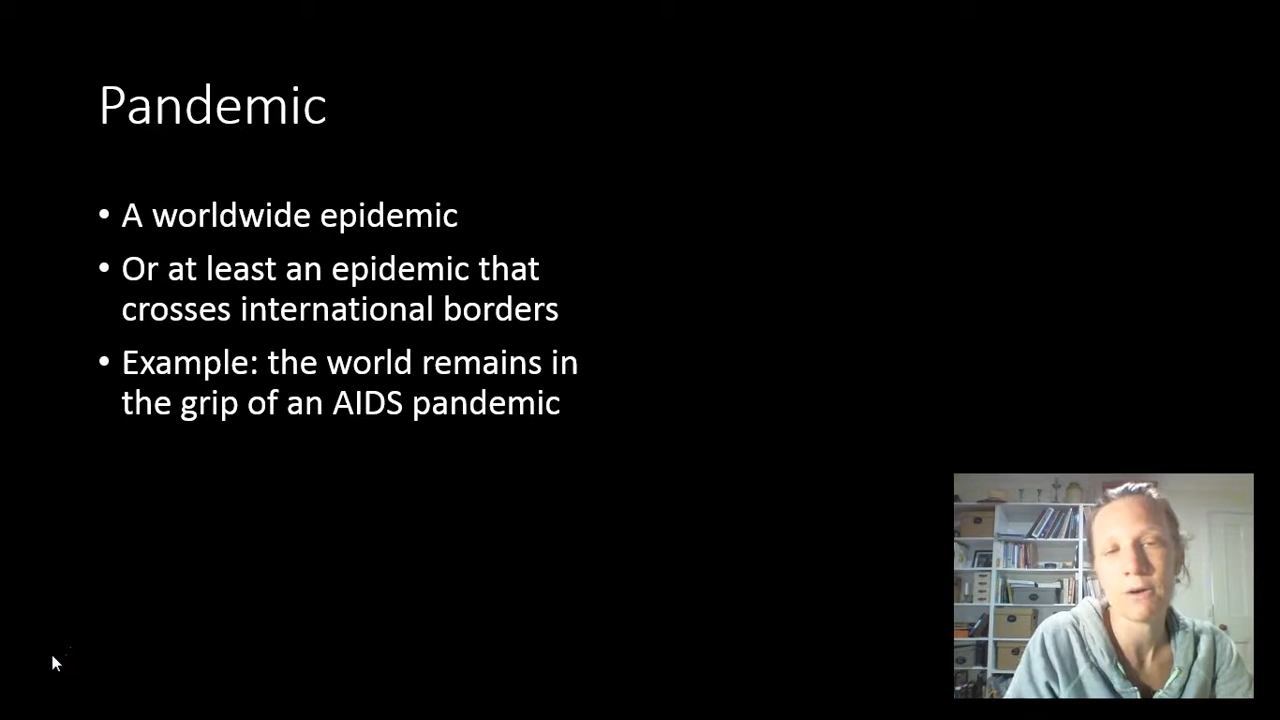 Pandemic
• A worldwide epidemic
• Or at least an epidemic that
crosses international borders
• Example: the world remains in
the grip of an AIDS pandemic